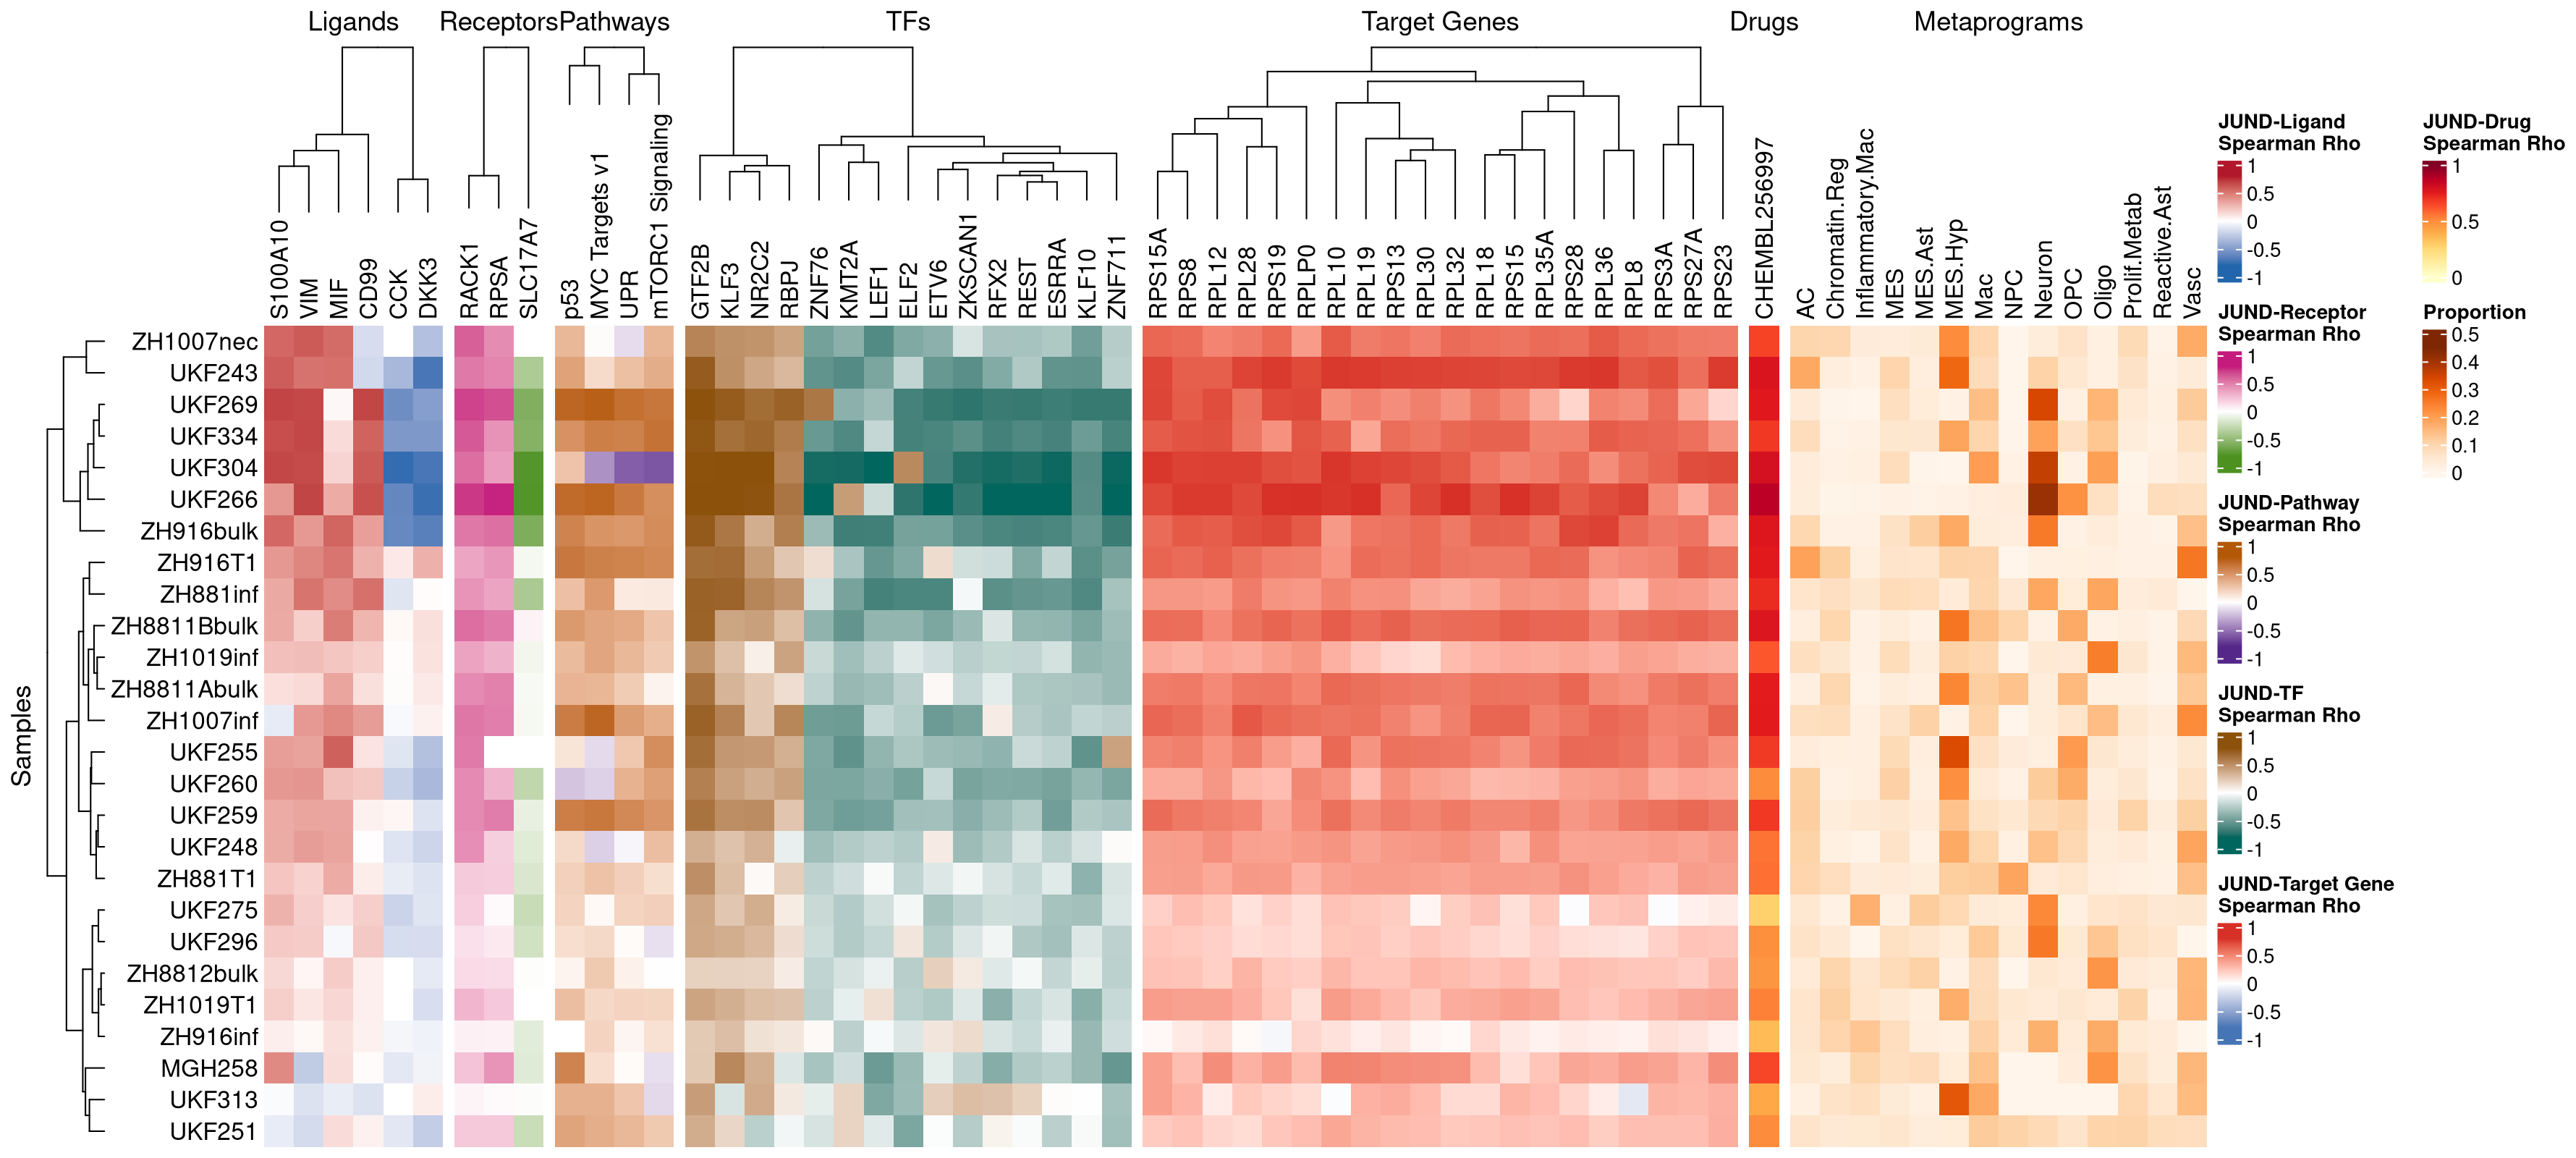 Ligands
Receptors
Pathways
TFs
Target Genes
Drugs
Metaprograms
S100A10
VIM
MIF
CD99
CCK
DKK3
RACK1
RPSA
SLC17A7
p53
MYC Targets v1
UPR
mTORC1 Signaling
GTF2B
KLF3
NR2C2
RBPJ
ZNF76
KMT2A
LEF1
ELF2
ETV6
ZKSCAN1
RFX2
REST
ESRRA
KLF10
ZNF711
RPS15A
RPS8
RPL12
RPL28
RPS19
RPLP0
RPL10
RPL19
RPS13
RPL30
RPL32
RPL18
RPS15
RPL35A
RPS28
RPL36
RPL8
RPS3A
RPS27A
RPS23
CHEMBL256997
AC
Chromatin.Reg
Inflammatory.Mac
MES
MES.Ast
MES.Hyp
Mac
NPC
Neuron
OPC
Oligo
Prolif.Metab
Reactive.Ast
Vasc
Samples
ZH1007nec
UKF243
UKF269
UKF334
UKF304
UKF266
ZH916bulk
ZH916T1
ZH881inf
ZH8811Bbulk
ZH1019inf
ZH8811Abulk
ZH1007inf
UKF255
UKF260
UKF259
UKF248
ZH881T1
UKF275
UKF296
ZH8812bulk
ZH1019T1
ZH916inf
MGH258
UKF313
UKF251
JUND-Ligand
Spearman Rho
1
0.5
0
-0.5
-1
JUND-Receptor
Spearman Rho
1
0.5
0
-0.5
-1
JUND-Pathway
Spearman Rho
1
0.5
0
-0.5
-1
JUND-TF
Spearman Rho
1
0.5
0
-0.5
-1
JUND-Target Gene
Spearman Rho
1
0.5
0
-0.5
-1
JUND-Drug
Spearman Rho
1
0.5
0
Proportion
0.5
0.4
0.3
0.2
0.1
0